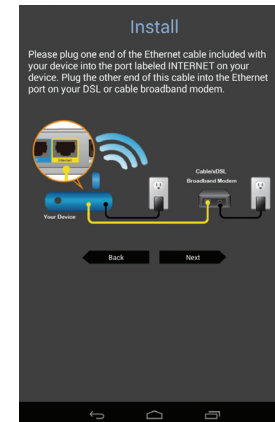 Install
Please plug one end of the Ethernet cable included with
your device into the port labeled INTERNET on your
device. Plug the other end of this cable into the Ethernet
port on your DSL or cable broadband modem.
Internet
Cable/xDSL
Broadband Modem
Your Device
Back
Next